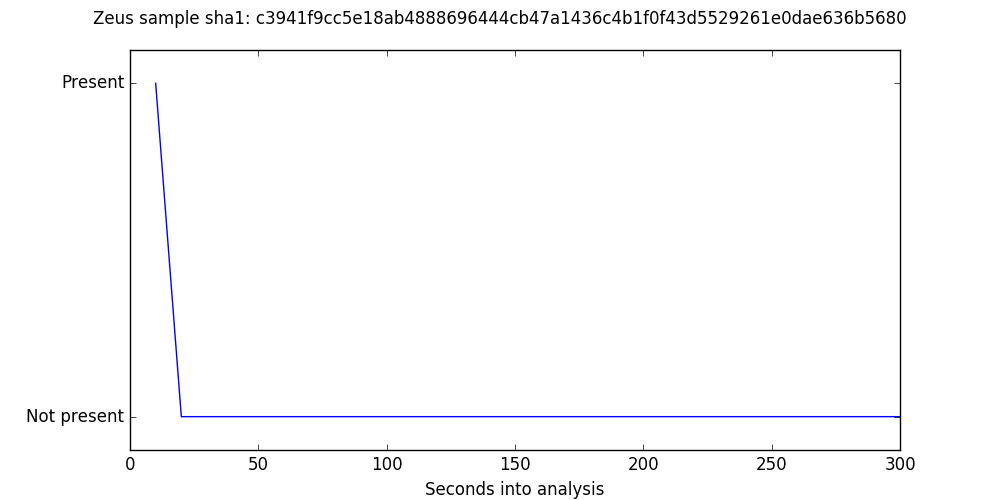 Zeus sample sha1: c3941f9cc5e18ab4888696444cb47a1436c4b1f0f43d5529261e0dae636b5680
Present
Not present
0 50 100 150 200 250 300
Seconds into analysis